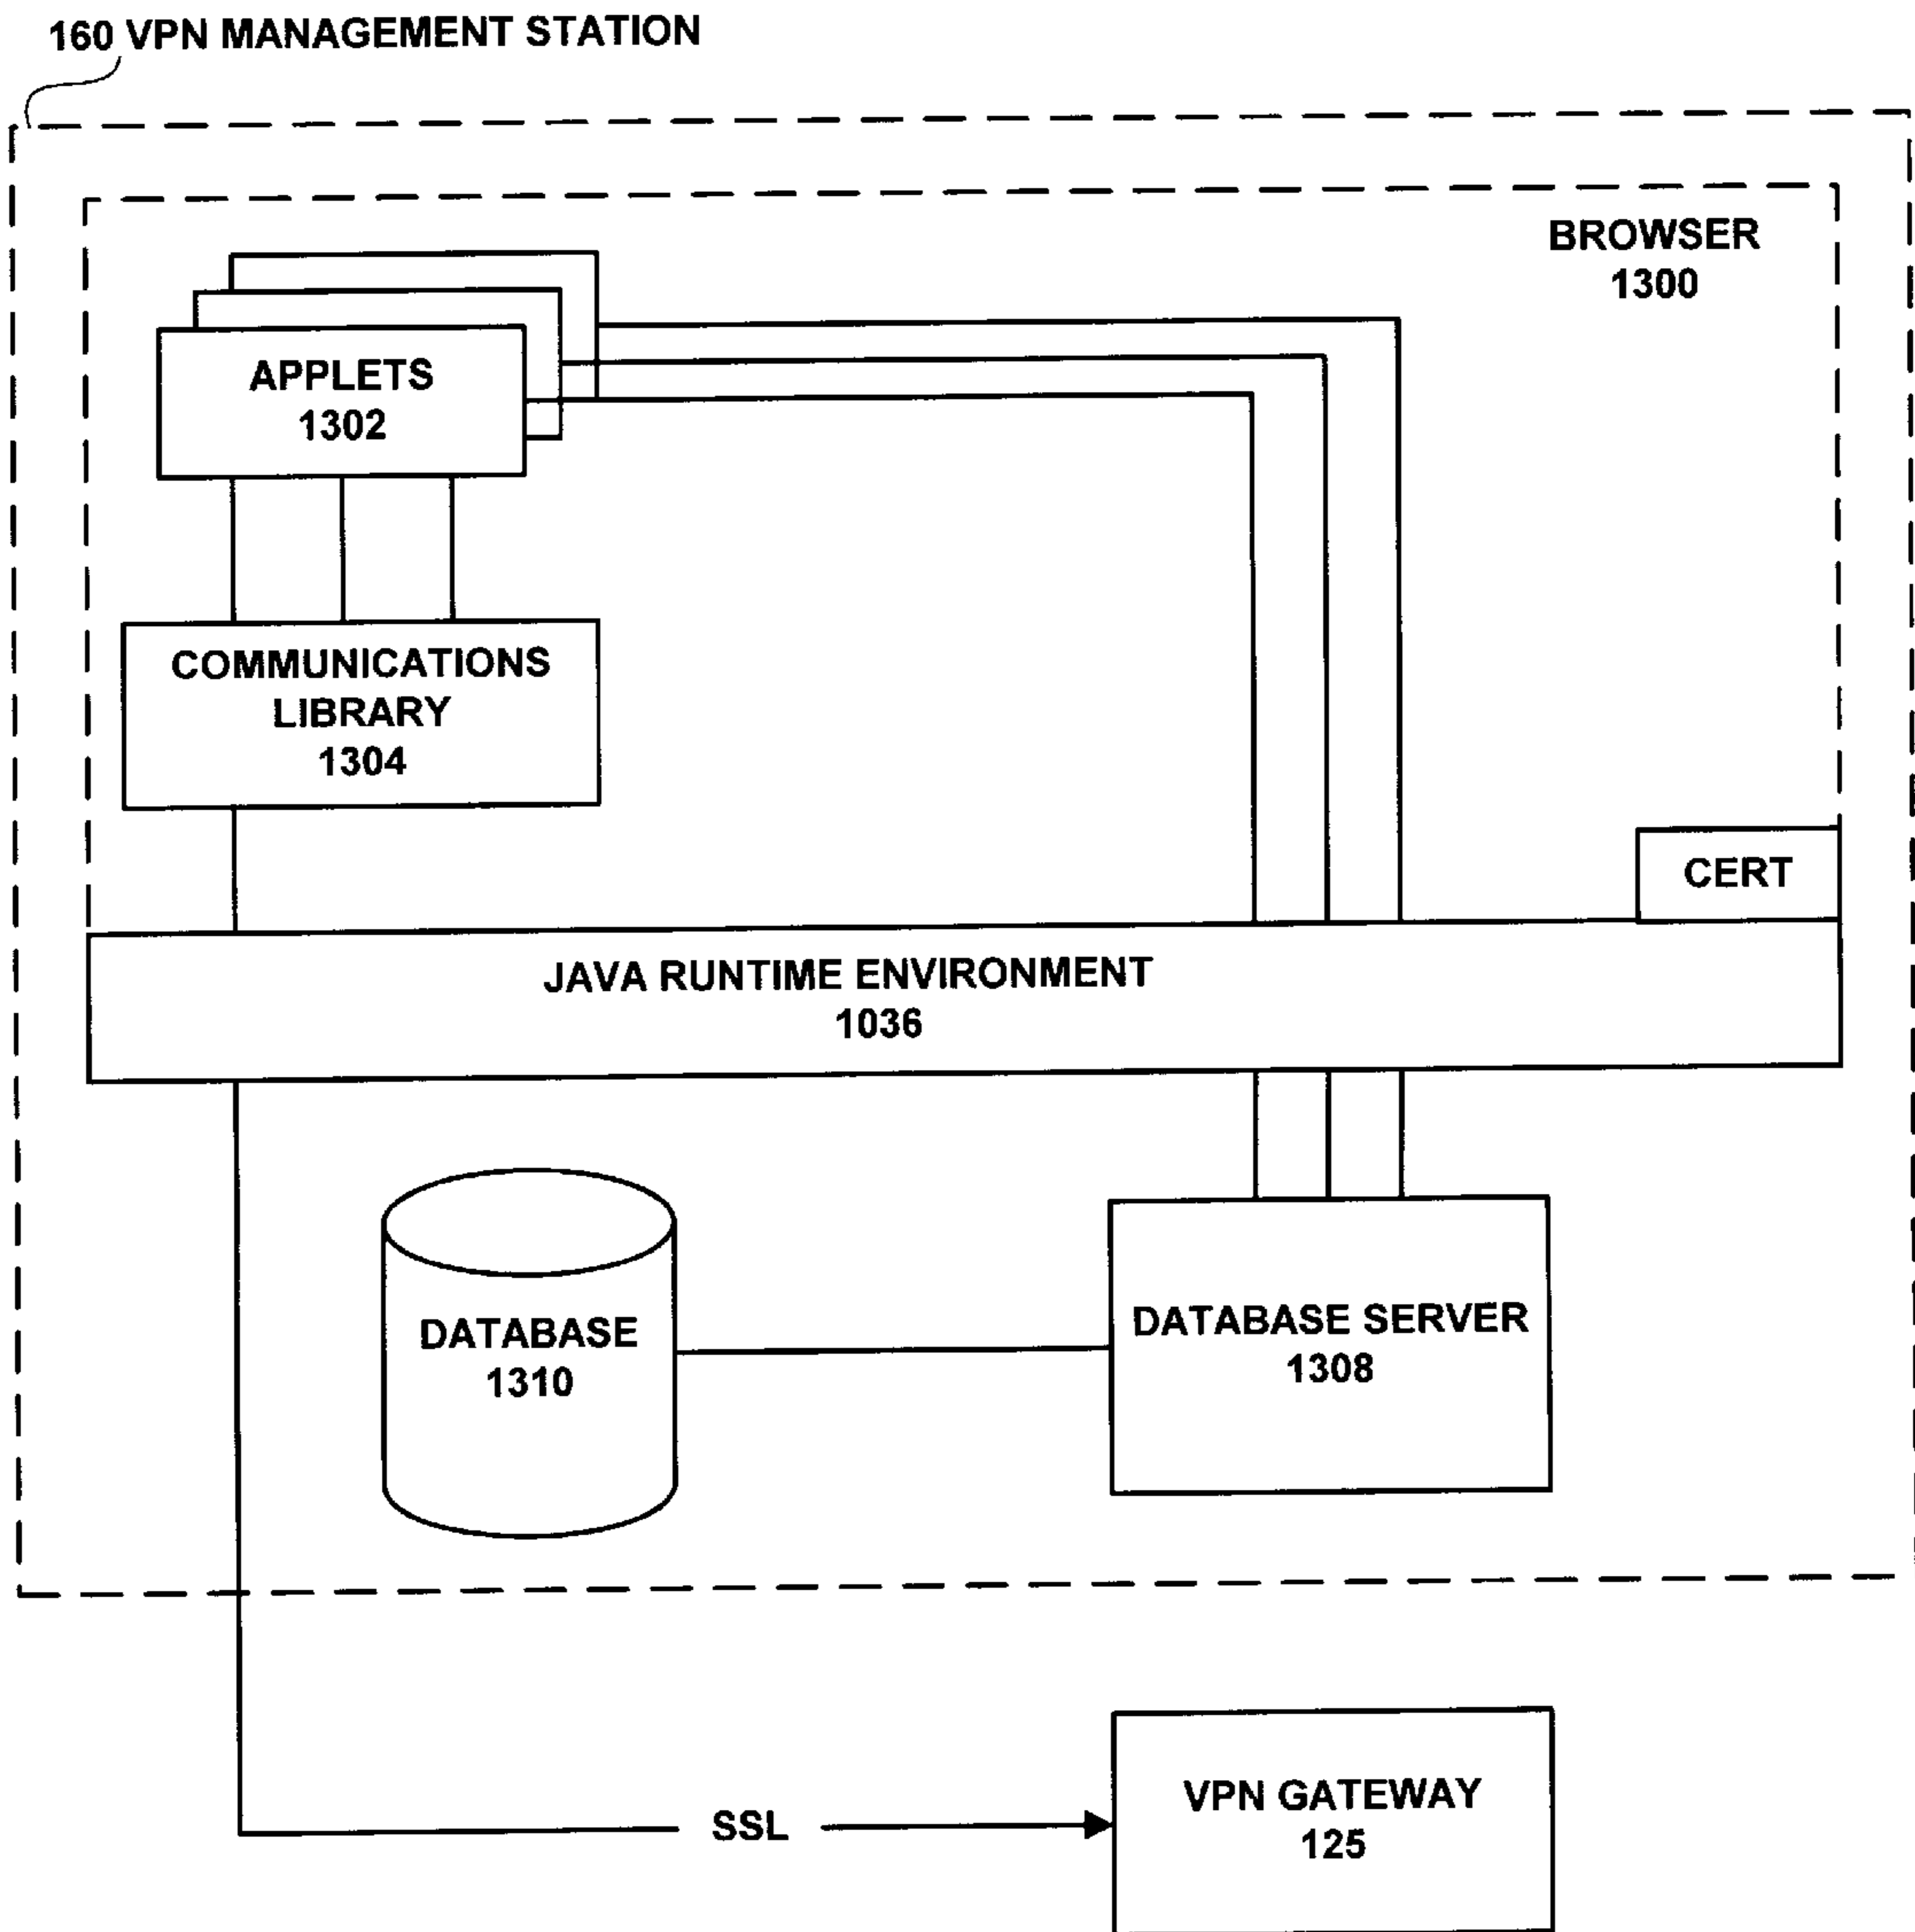 160 VPN MANAGEMENT STATION
BROWSER
1300
APPLETS
1302
COMMUNICATIONS
LIBRARY
1304
CERT
JAVA RUNTIME ENVIRONMENT
1036
DATABASE
1310
DATABASE SERVER
1308
SSL
VPN GATEWAY
125